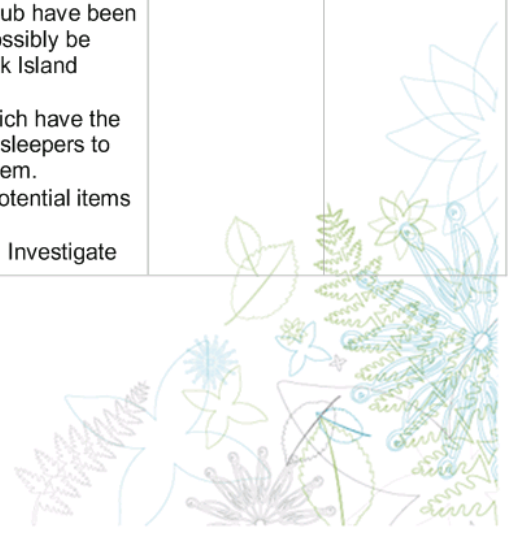 ub have been
ossibly be
k Island
ich have the
sleepers to
em.
otential items
Investigate